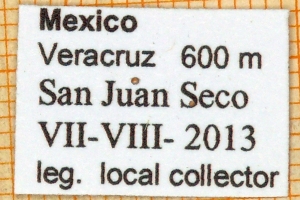 Mexico
Veracruz 600 m
San Juan Seco
VII-VIII- 2013
leg. local collector